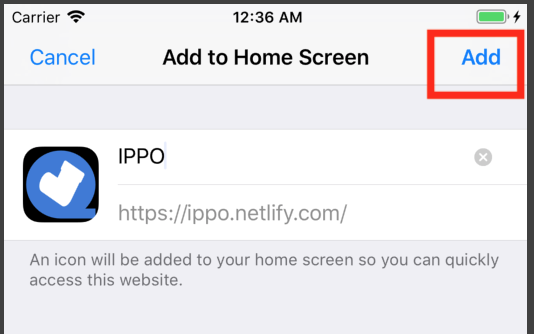 Carrier 12:36 AM
Cancel Add to Home Screen Add
IPPO
https://ippo.netlify.com/
An icon will be added to your home screen so you can quickly
access this website.